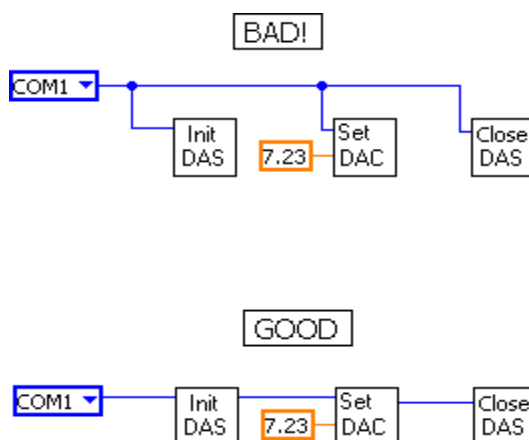 BAD!
COM1
Init
DAS
7.23
Set
DAC
Close
DAS
GOOD
COM1
Init
DAS
7.23
Set
DAC
Close
DAS